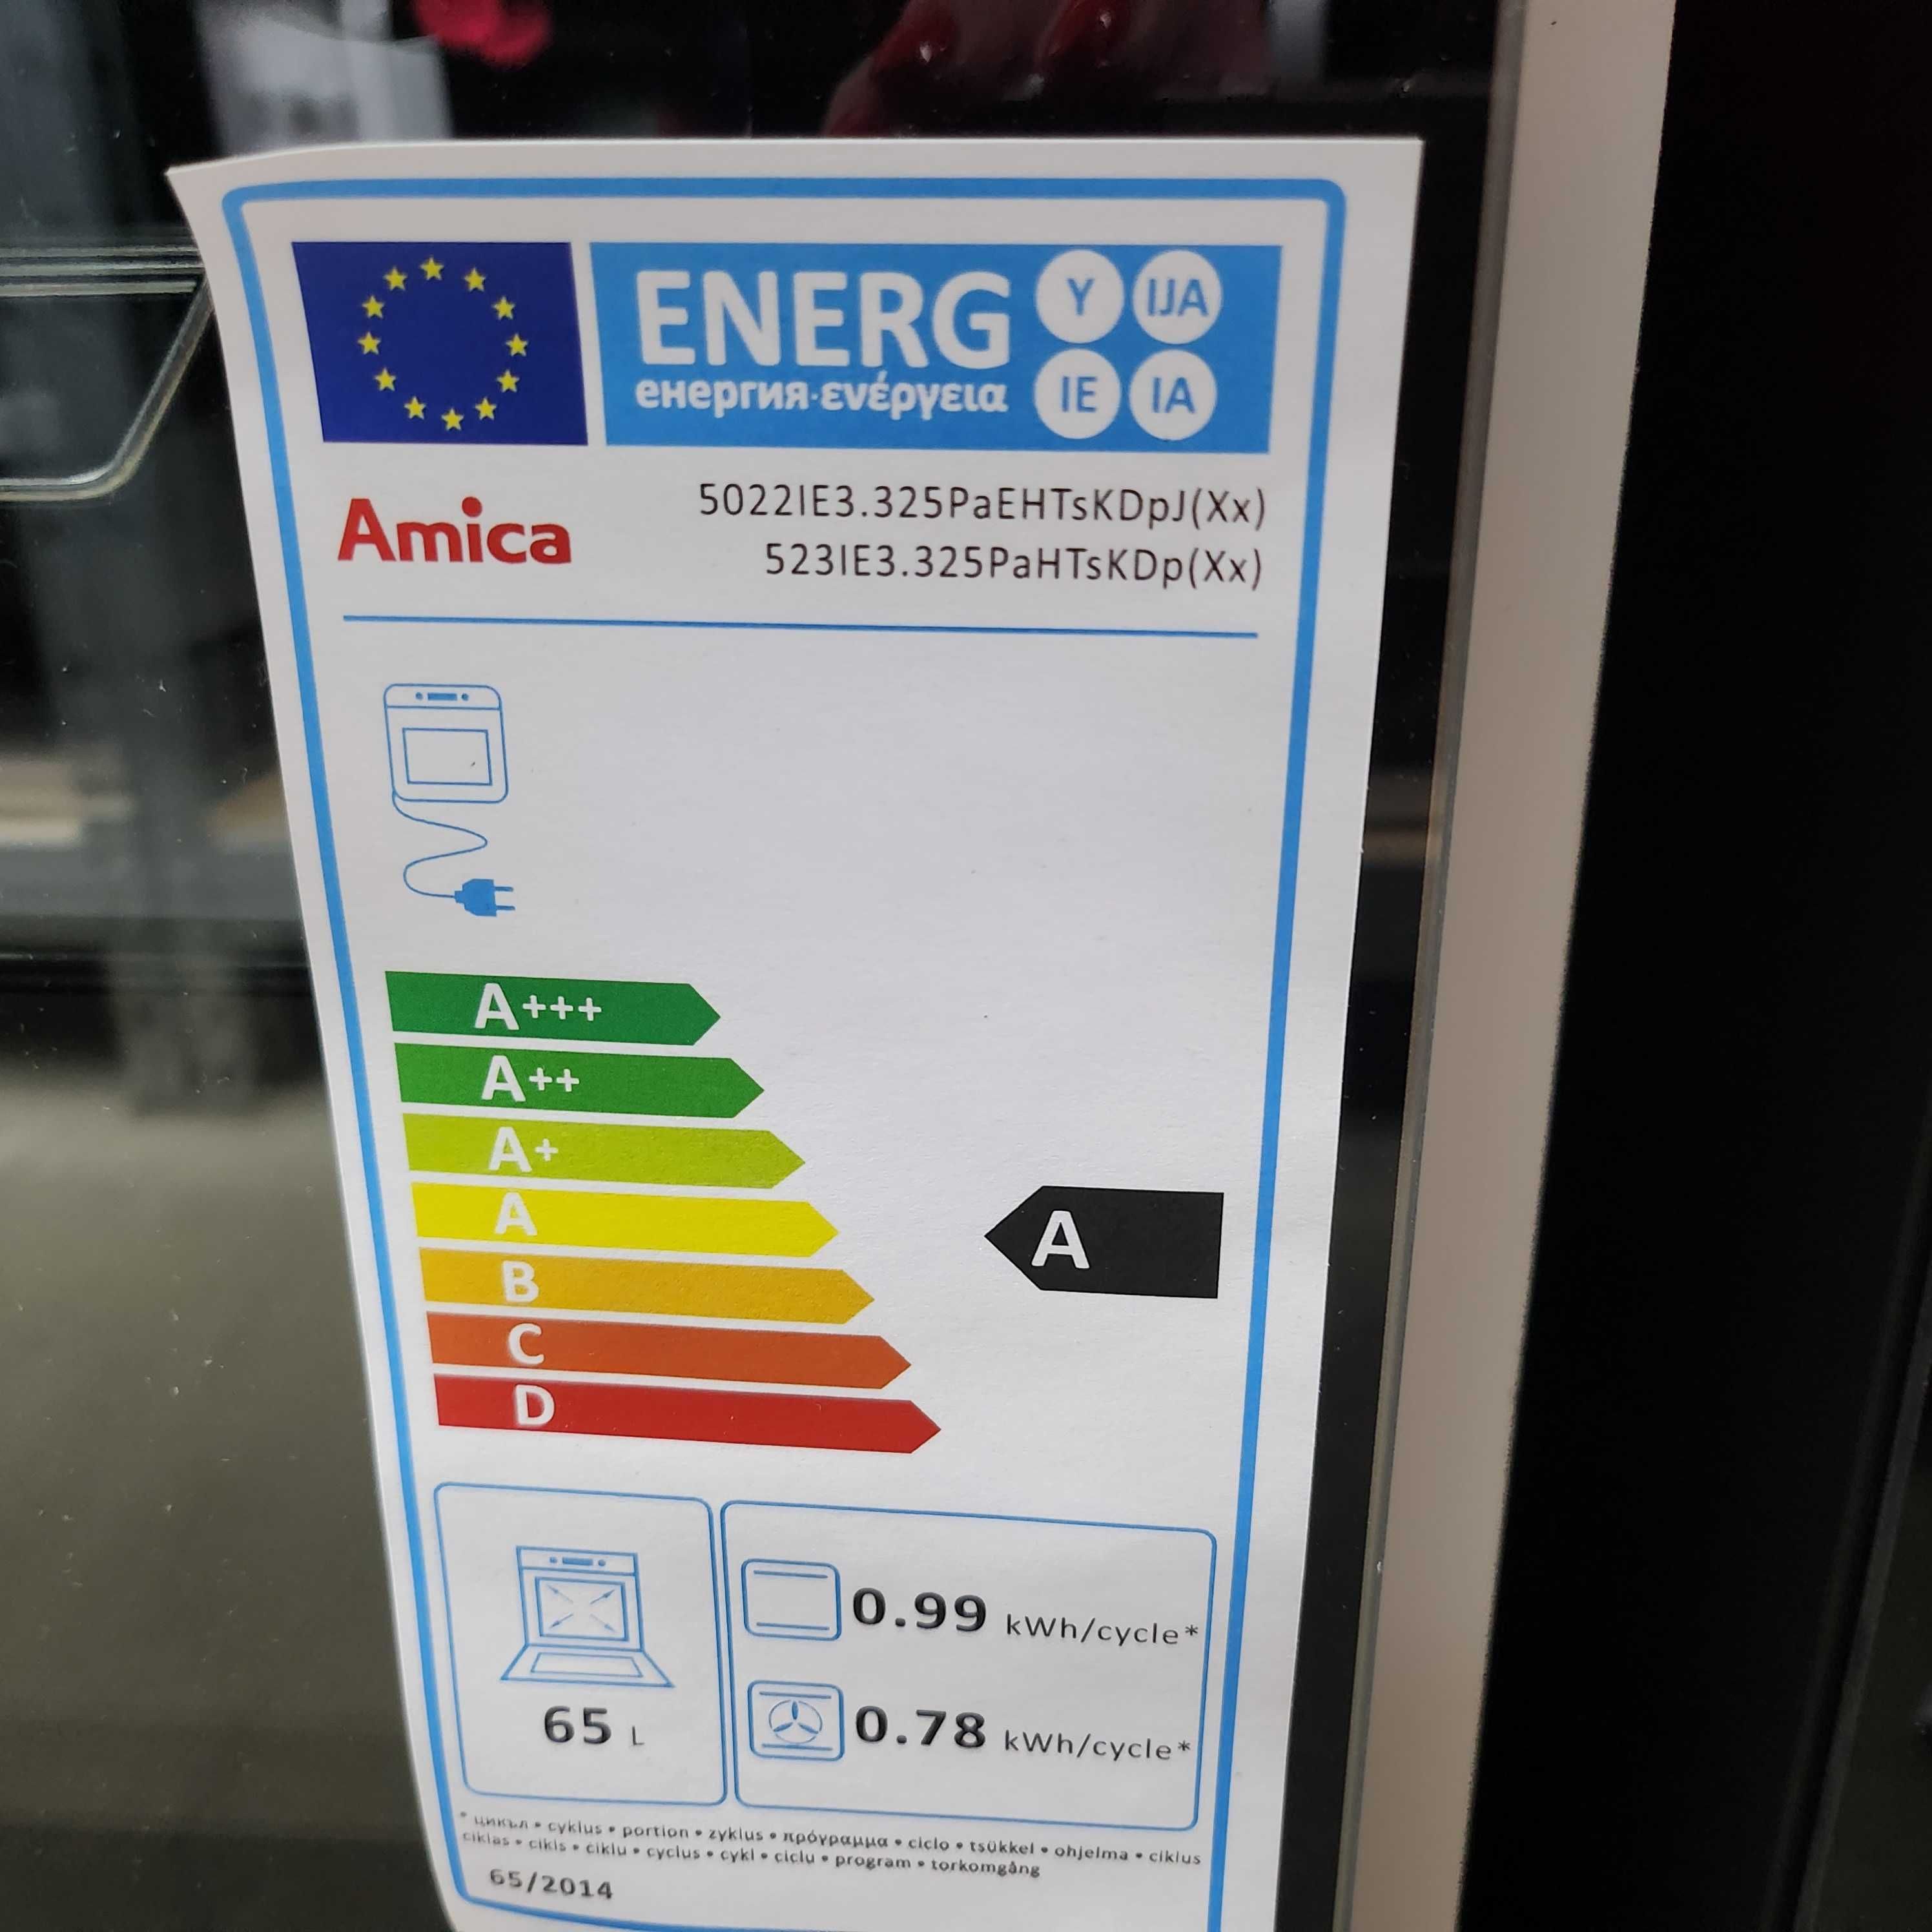 ENERG Y IJA
енергия·ενέργεια IE IA
Amica
5022IE3.325PaEHTsKDpJ(Xx)
523IE3.325PaHTsKDp(Xx)
A+++
A++
A+
A
A
B
C
D
65 L
0.99 kWh/cycle*
0.78 kWh/cycle*
* цикъл • cyklus • portion • zyklus • πρόγραμμα • ciclo • tsükkel • ohjelma • ciklus
ciklas • cikls • ciklu • cyclus • cykl • ciclu • program • torkomgång
65/2014